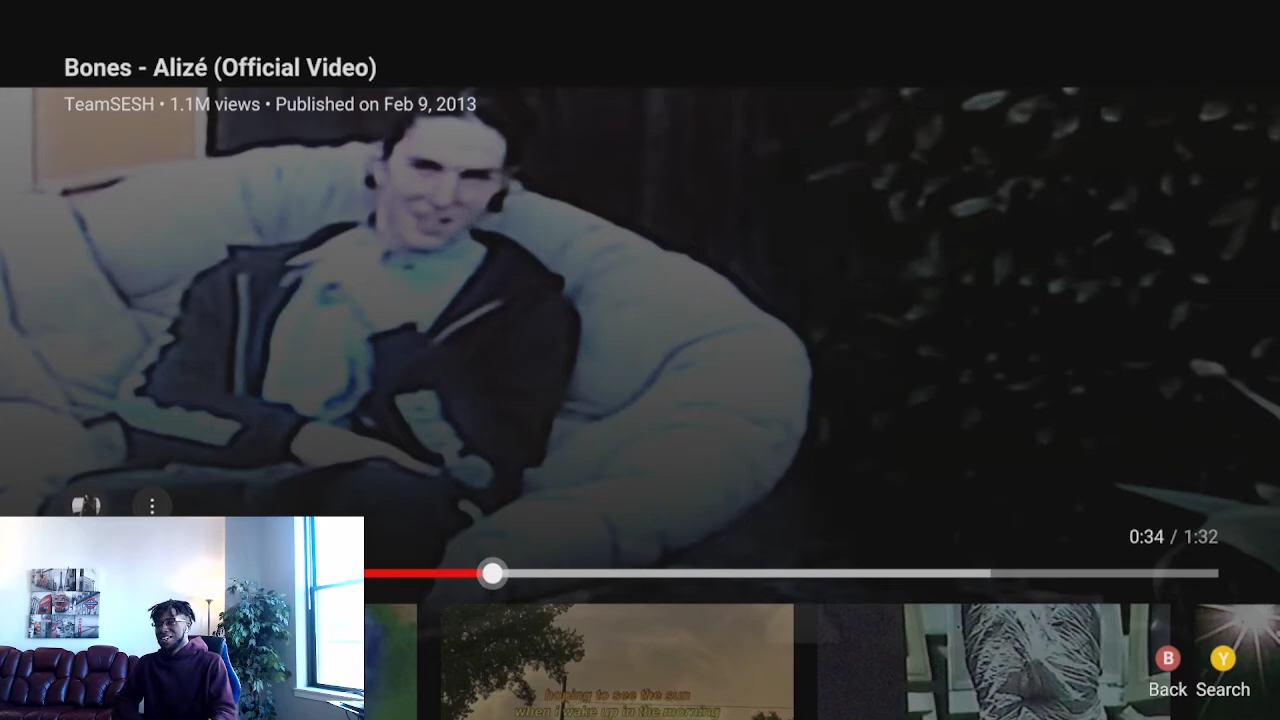 Bones - Alizé (Official Video)
TeamSESH • 1.1M views • Published on Feb 9, 2013
0:34 / 1:32
hoping to see the sun
when i wake up in the morning
B Y
Back Search